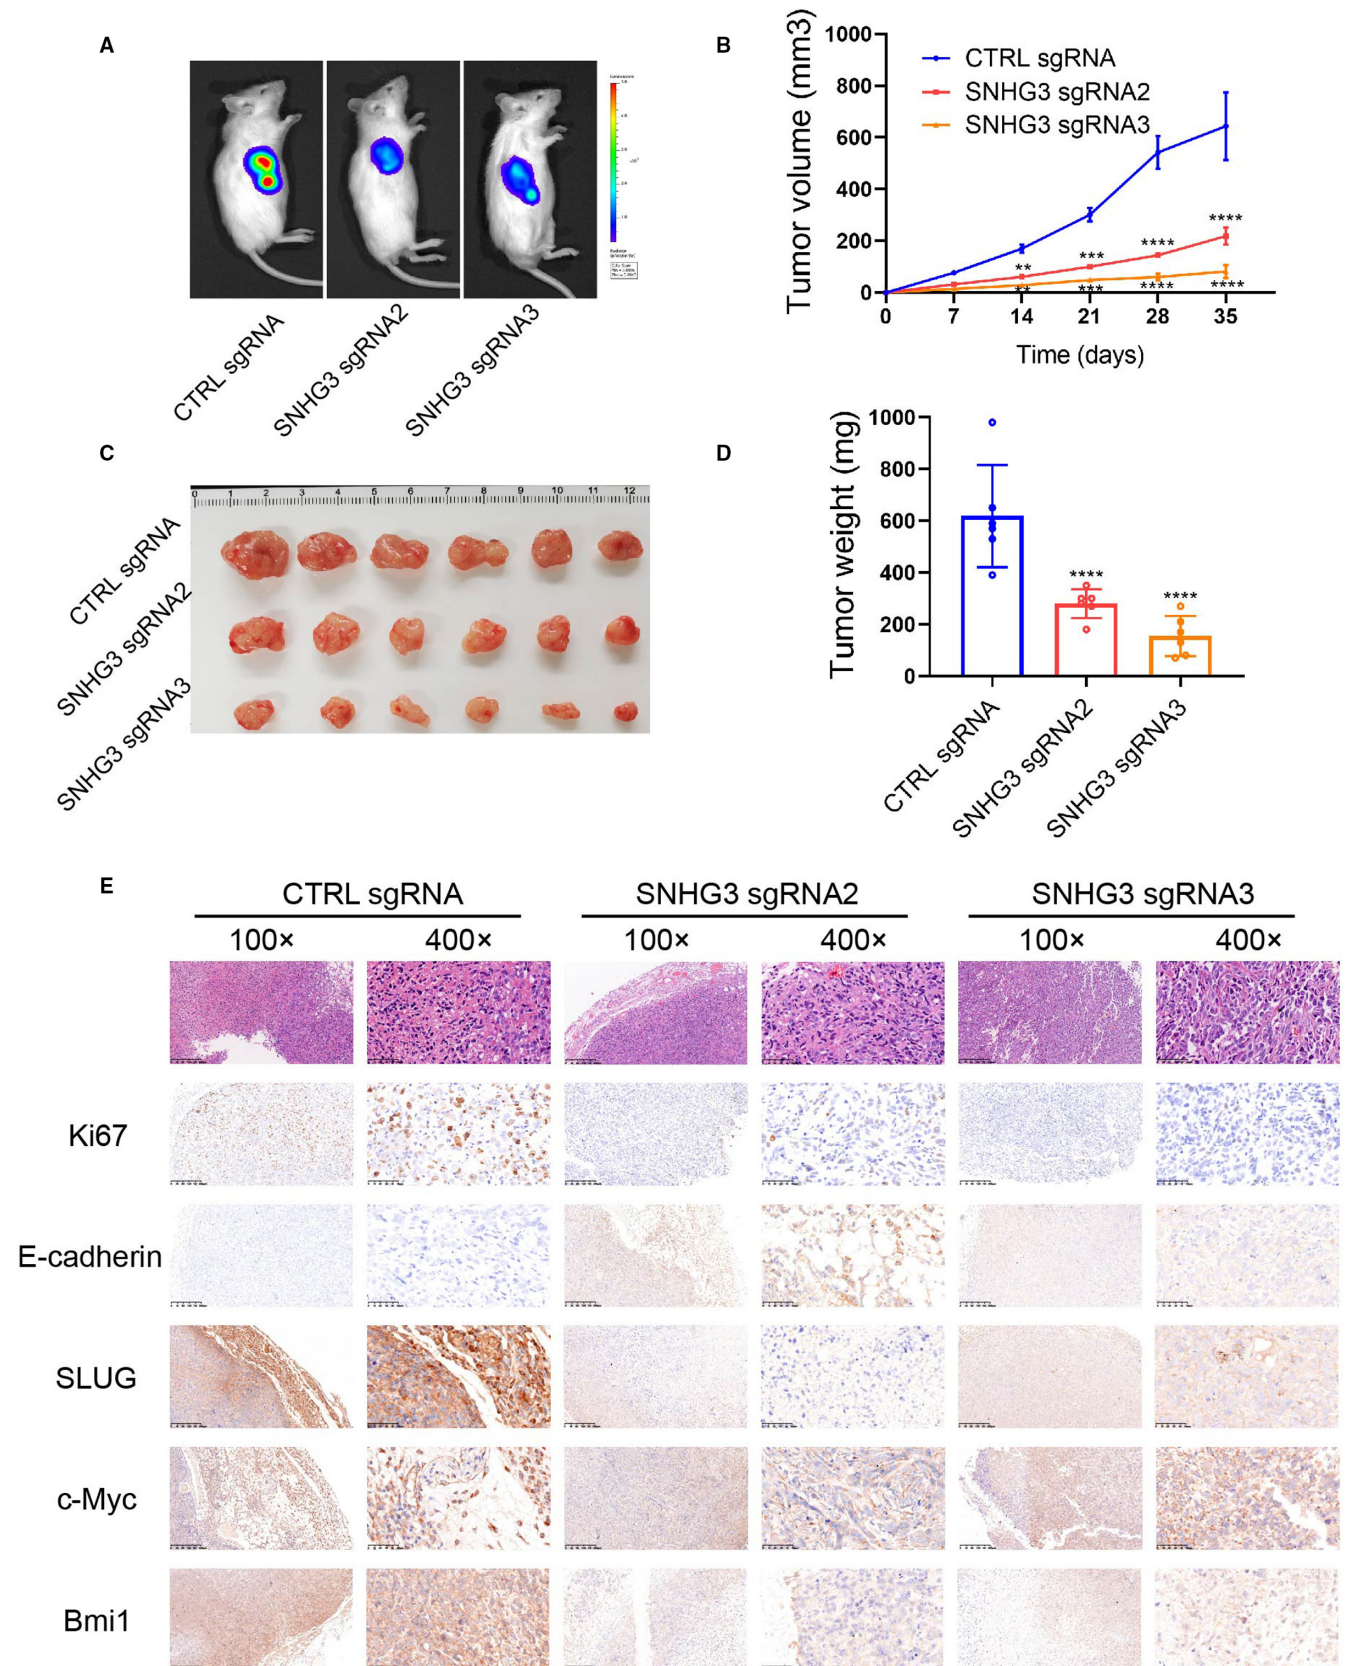 A
CTRL sgRNA
SNHG3 sgRNA2
SNHG3 sgRNA3
B
Tumor volume (mm3)
1000
800
600
400
200
0
CTRL sgRNA
SNHG3 sgRNA2
SNHG3 sgRNA3
****
****
***
**
**
***
****
****
0 7 14 21 28 35
Time (days)
C
0 1 2 3 4 5 6 7 8 9 10 11 12
CTRL sgRNA
SNHG3 sgRNA2
SNHG3 sgRNA3
D
Tumor weight (mg)
1000
800
600
400
200
0
****
****
CTRL sgRNA
SNHG3 sgRNA2
SNHG3 sgRNA3
E
CTRL sgRNA SNHG3 sgRNA2 SNHG3 sgRNA3
100× 400× 100× 400× 100× 400×
Ki67
E-cadherin
SLUG
c-Myc
Bmi1